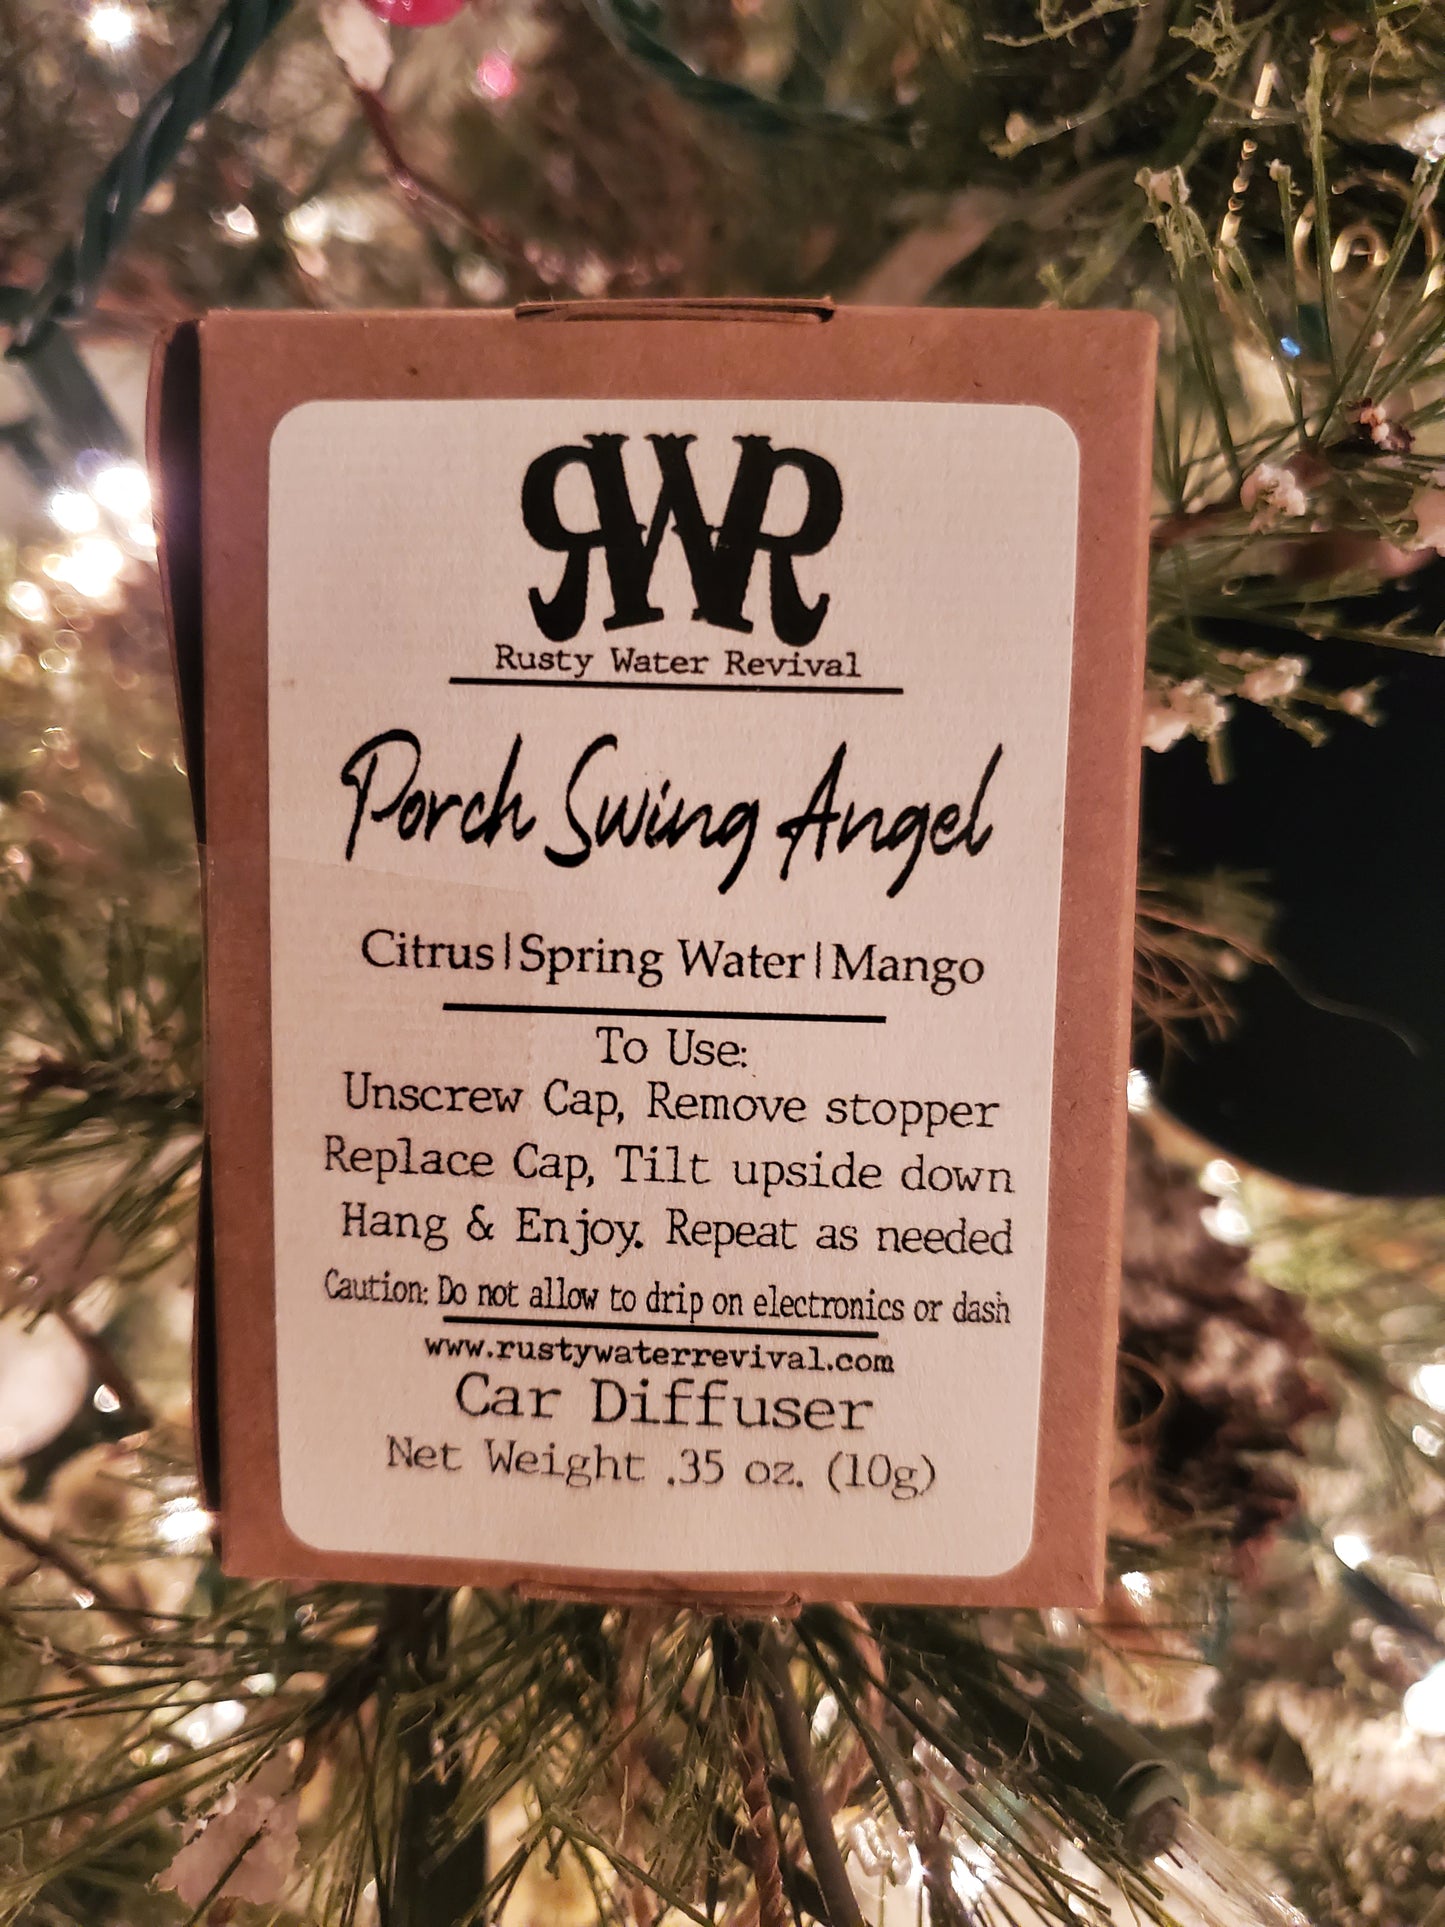 RWR
Rusty Water Revival
Porch Swing Angel
Citrus|Spring Water|Mango
To Use:
Unscrew Cap, Remove stopper
Replace Cap, Tilt upside down
Hang & Enjoy. Repeat as needed
Caution: Do not allow to drip on electronics or dash
www.rustywaterrevival.com
Car Diffuser
Net Weight .35 oz. (10g)